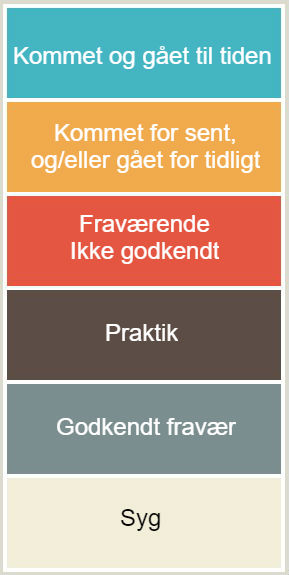 Kommet og gået til tiden
Kommet for sent,
og/eller gået for tidligt
Fraværende
Ikke godkendt
Praktik
Godkendt fravær
Syg